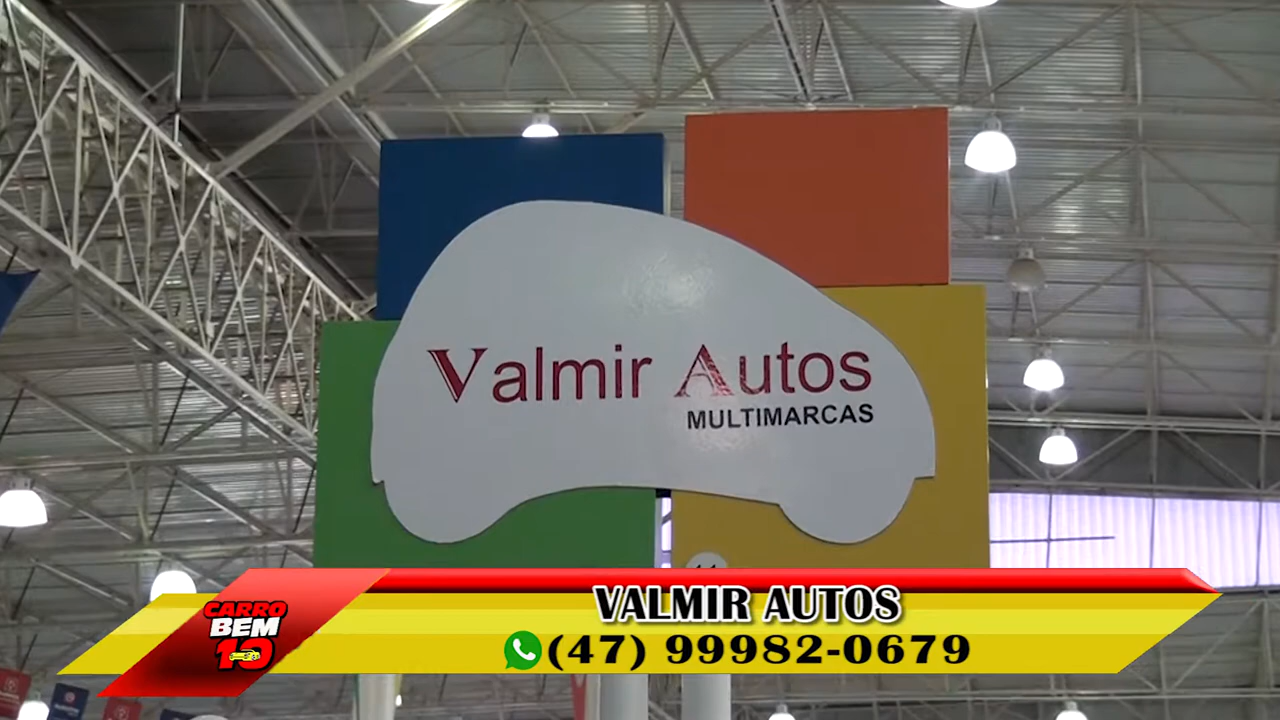 Valmir Autos
MULTIMARCAS
VALMIR AUTOS
(47) 99982-0679
CARRO
BEM
10